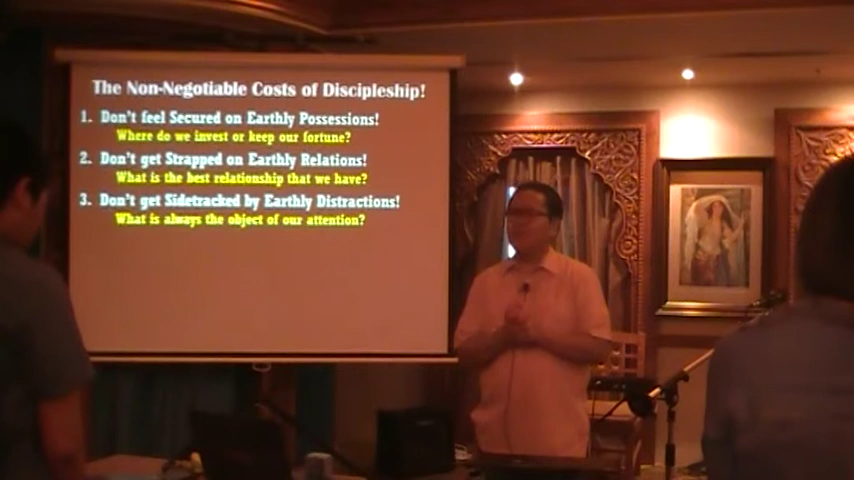 The Non-Negotiable Costs of Discipleship!
1. Don't feel Secured on Earthly Possessions!
Where do we invest or keep our fortune?
2. Don't get Strapped on Earthly Relations!
What is the best relationship that we have?
3. Don't get Sidetracked by Earthly Distractions!
What is always the object of our attention?